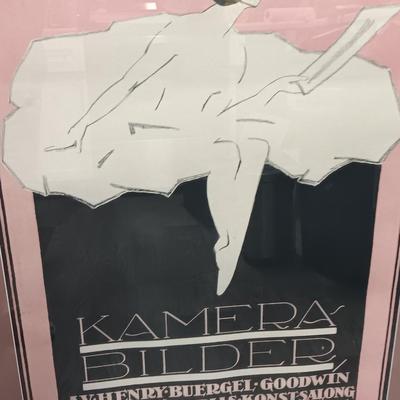 KAMERA-
BILDER
AV·HENRY·BUERGEL·GOODWIN
KONST·SALONG